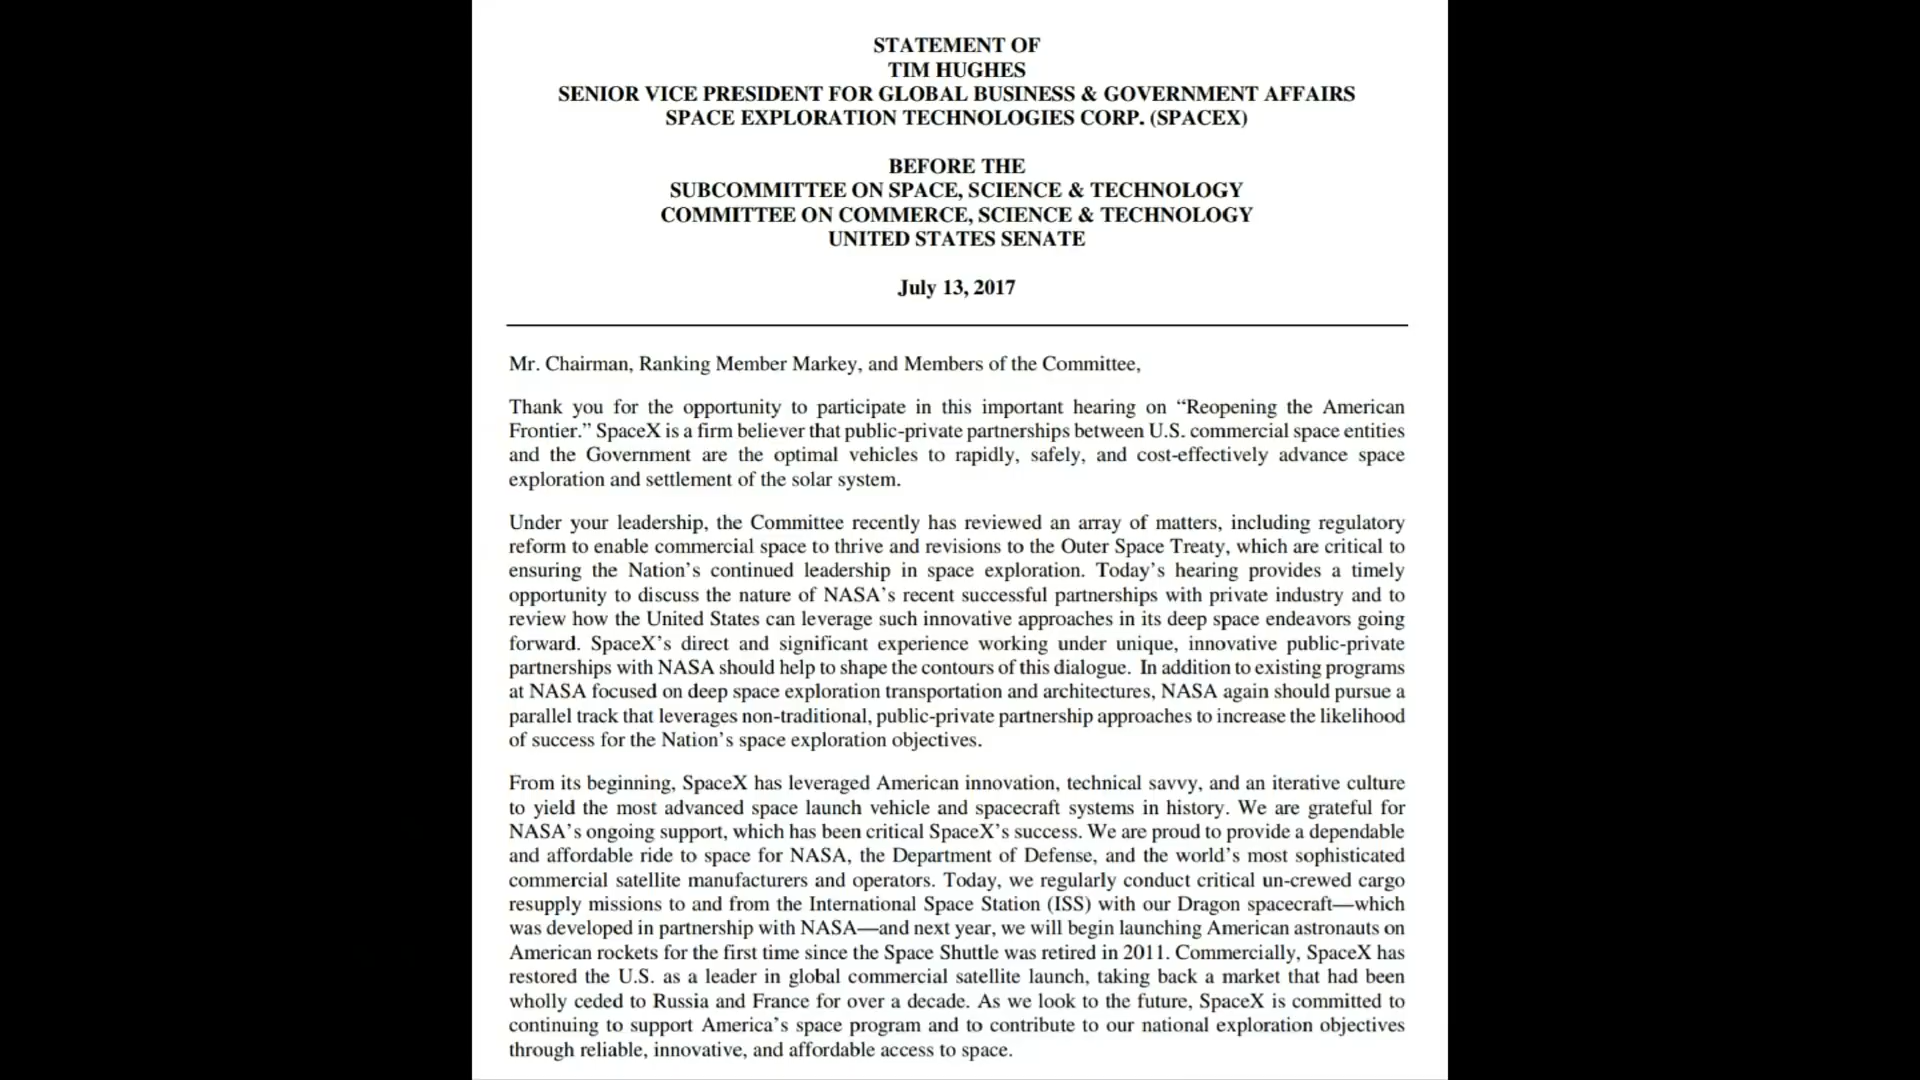 STATEMENT OF
TIM HUGHES
SENIOR VICE PRESIDENT FOR GLOBAL BUSINESS & GOVERNMENT AFFAIRS
SPACE EXPLORATION TECHNOLOGIES CORP. (SPACEX)
BEFORE THE
SUBCOMMITTEE ON SPACE, SCIENCE & TECHNOLOGY
COMMITTEE ON COMMERCE, SCIENCE & TECHNOLOGY
UNITED STATES SENATE
July 13, 2017
Mr. Chairman, Ranking Member Markey, and Members of the Committee,
Thank you for the opportunity to participate in this important hearing on “Reopening the American
Frontier.” SpaceX is a firm believer that public-private partnerships between U.S. commercial space entities
and the Government are the optimal vehicles to rapidly, safely, and cost-effectively advance space
exploration and settlement of the solar system.
Under your leadership, the Committee recently has reviewed an array of matters, including regulatory
reform to enable commercial space to thrive and revisions to the Outer Space Treaty, which are critical to
ensuring the Nation’s continued leadership in space exploration. Today’s hearing provides a timely
opportunity to discuss the nature of NASA’s recent successful partnerships with private industry and to
review how the United States can leverage such innovative approaches in its deep space endeavors going
forward. SpaceX’s direct and significant experience working under unique, innovative public-private
partnerships with NASA should help to shape the contours of this dialogue. In addition to existing programs
at NASA focused on deep space exploration transportation and architectures, NASA again should pursue a
parallel track that leverages non-traditional, public-private partnership approaches to increase the likelihood
of success for the Nation’s space exploration objectives.
From its beginning, SpaceX has leveraged American innovation, technical savvy, and an iterative culture
to yield the most advanced space launch vehicle and spacecraft systems in history. We are grateful for
NASA’s ongoing support, which has been critical SpaceX’s success. We are proud to provide a dependable
and affordable ride to space for NASA, the Department of Defense, and the world’s most sophisticated
commercial satellite manufacturers and operators. Today, we regularly conduct critical un-crewed cargo
resupply missions to and from the International Space Station (ISS) with our Dragon spacecraft—which
was developed in partnership with NASA—and next year, we will begin launching American astronauts on
American rockets for the first time since the Space Shuttle was retired in 2011. Commercially, SpaceX has
restored the U.S. as a leader in global commercial satellite launch, taking back a market that had been
wholly ceded to Russia and France for over a decade. As we look to the future, SpaceX is committed to
continuing to support America’s space program and to contribute to our national exploration objectives
through reliable, innovative, and affordable access to space.